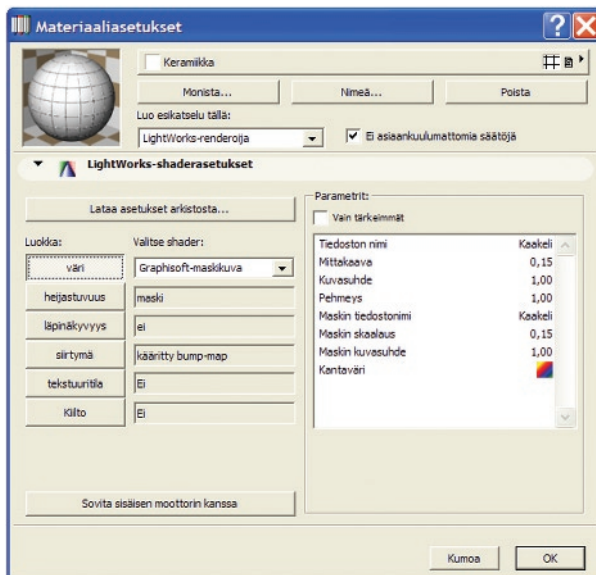 Materiaaliasetukset
Keramiikka
Monista... Nimeä... Poista
Luo esikatselu tällä:
LightWorks-renderoija Ei asiaankuulumattomia säätöjä
LightWorks-shaderasetukset
Lataa asetukset arkistosta...
Luokka: Valitse shader:
väri Graphisoft-maskikuva
heijastuvuus maski
läpinäkyvyys ei
siirtymä kääritty bump-map
tekstuuritila Ei
Kiilto Ei
Sovita sisäisen moottorin kanssa
Parametrit:
Vain tärkeimmät
Tiedoston nimi Kaakeli
Mittakaava 0,15
Kuvasuhde 1,00
Pehmeys 1,00
Maskin tiedostonimi Kaakeli
Maskin skaalaus 0,15
Maskin kuvasuhde 1,00
Kantaväri
Kumoa OK